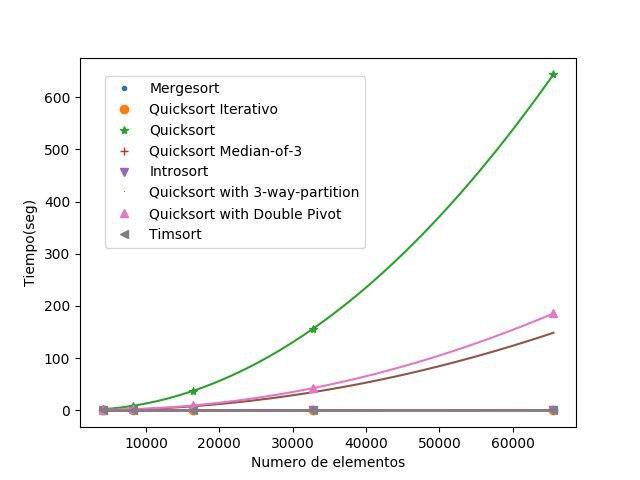 Mergesort
Quicksort Iterativo
Quicksort
Quicksort Median-of-3
Introsort
Quicksort with 3-way-partition
Quicksort with Double Pivot
Timsort
Tiempo(seg)
600
500
400
300
200
100
0
10000 20000 30000 40000 50000 60000
Numero de elementos